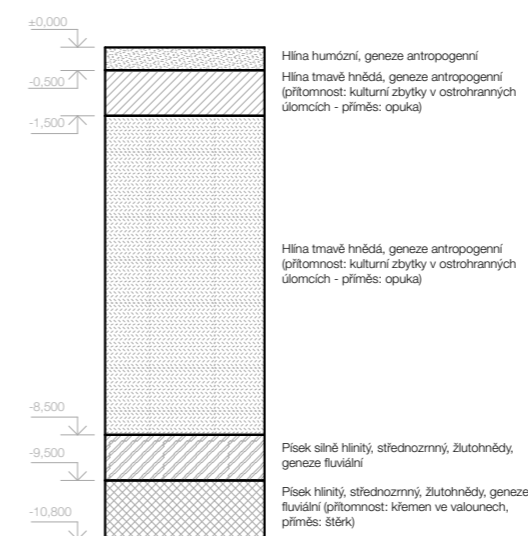 ±0,000
Hlína humózní, geneze antropogenní
-0,500
Hlína tmavě hnědá, geneze antropogenní
(přítomnost: kulturní zbytky v ostrohranných
úlomcích - příměs: opuka)
-1,500
Hlína tmavě hnědá, geneze antropogenní
(přítomnost: kulturní zbytky v ostrohranných
úlomcích - příměs: opuka)
-8,500
-9,500
Písek silně hlinitý, střednozrnný, žlutohnědy,
geneze fluviální
Písek hlinitý, střednozrnný, žlutohnědy, geneze
fluviální (přítomnost: křemen ve valounech,
příměs: štěrk)
-10,800